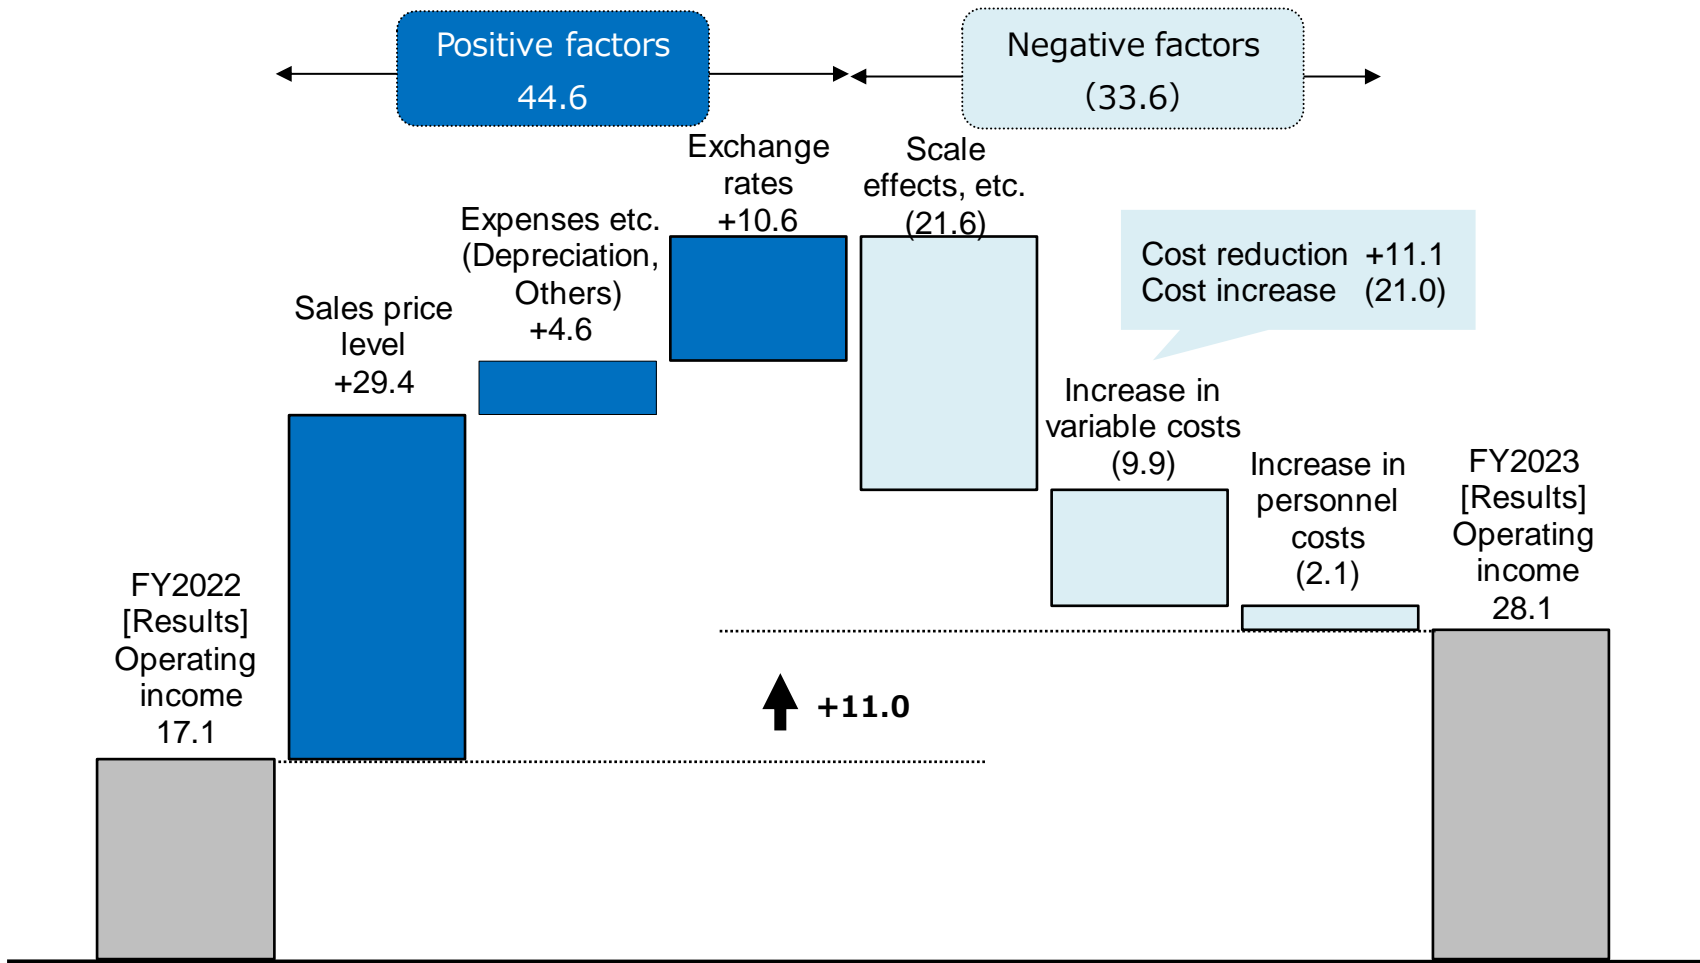 Positive factors
44.6
Negative factors
(33.6)
FY2022
[Results]
Operating
income
17.1
Sales price
level
+29.4
Expenses etc.
(Depreciation,
Others)
+4.6
Exchange
rates
+10.6
Scale
effects, etc.
(21.6)
Cost reduction +11.1
Cost increase (21.0)
Increase in
variable costs
(9.9)
Increase in
personnel
costs
(2.1)
FY2023
[Results]
Operating
income
28.1
+11.0